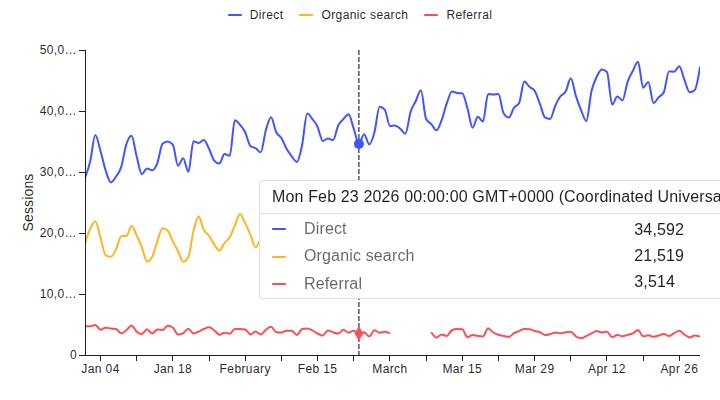 Direct Organic search Referral
50,0…
40,0…
30,0…
20,0…
10,0…
0
Sessions
Mon Feb 23 2026 00:00:00 GMT+0000 (Coordinated Universa
Direct 34,592
Organic search 21,519
Referral 3,514
Jan 04 Jan 18 February Feb 15 March Mar 15 Mar 29 Apr 12 Apr 26